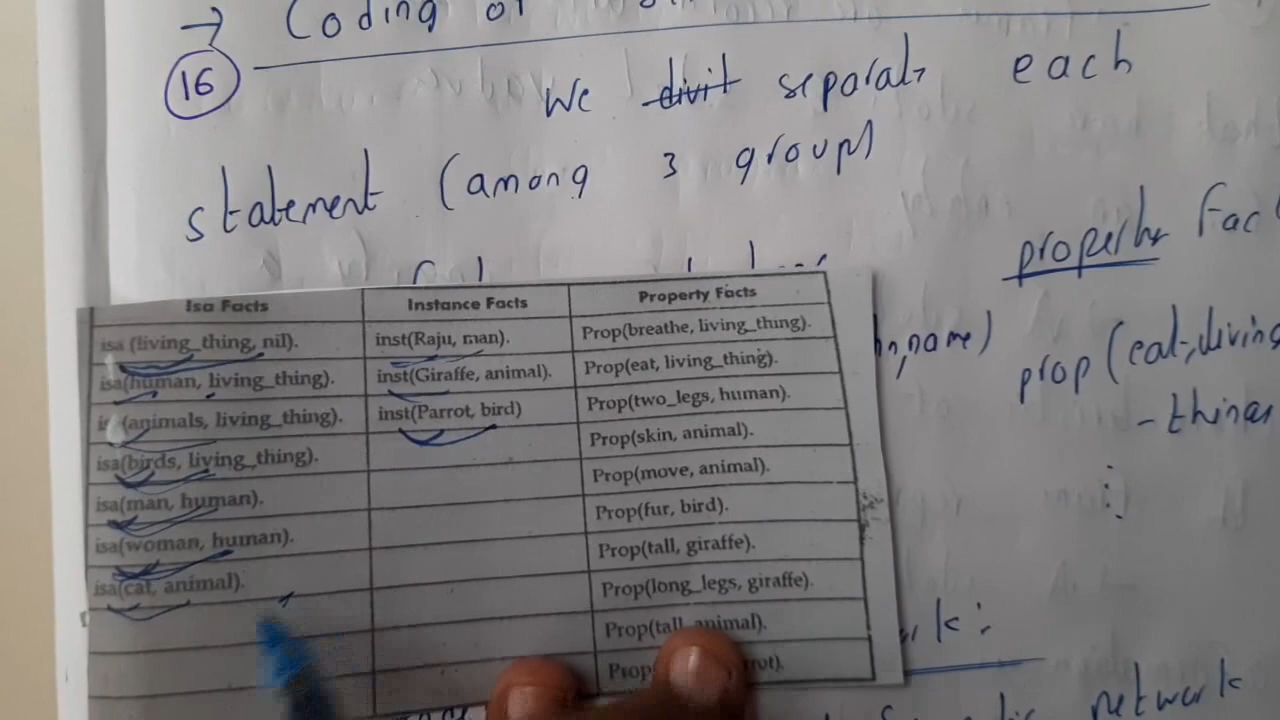 → Coding of
16
We divit separate each
statement (among 3 groups
property Fac
Isa Facts Instance Facts Property Facts
isa (living_thing, nil). inst(Raju, man). Prop(breathe, living_thing).
isa(human, living_thing). inst(Giraffe, animal). Prop(eat, living_thing).
(animals, living_thing). inst(Parrot, bird) Prop(two_legs, human).
isa(birds, living_thing). Prop(skin, animal).
isa(man, human). Prop(move, animal).
isa(woman, human). Prop(fur, bird).
isa(cat, animal). Prop(tall, giraffe).
Prop(long_legs, giraffe).
Prop(tall animal).
Prop
name)
prop (eat, living
- things
k:
network